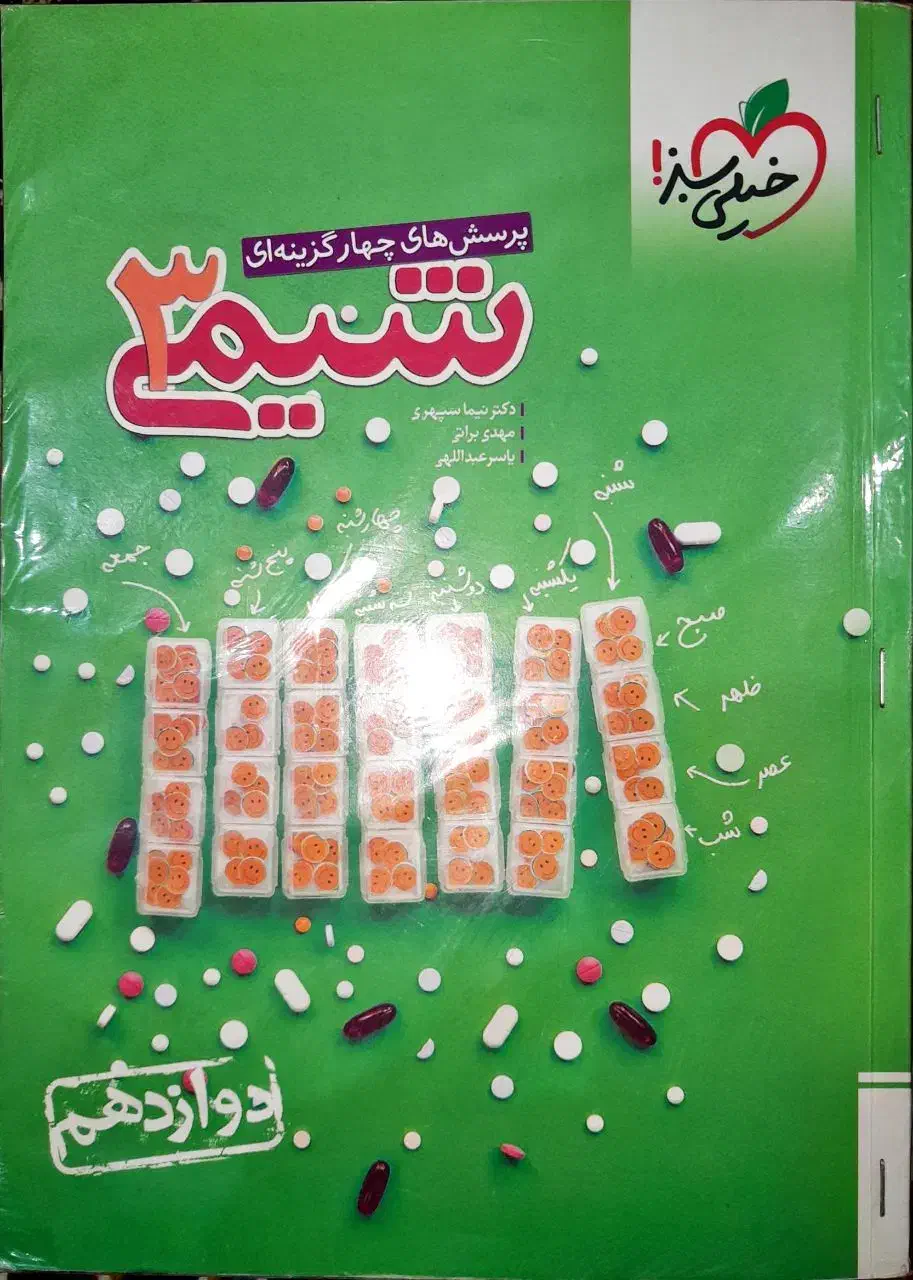 خیلی سبز!
پرسش‌های چهارگزینه‌ای
شیمی ۳
دکتر نیما سپهری
مهدی براتی
یاسر عبداللهی
شنبه
یکشنبه
دوشنبه
سه شنبه
چهارشنبه
پنج شنبه
جمعه
صبح
ظهر
عصر
شب
دوازدهم